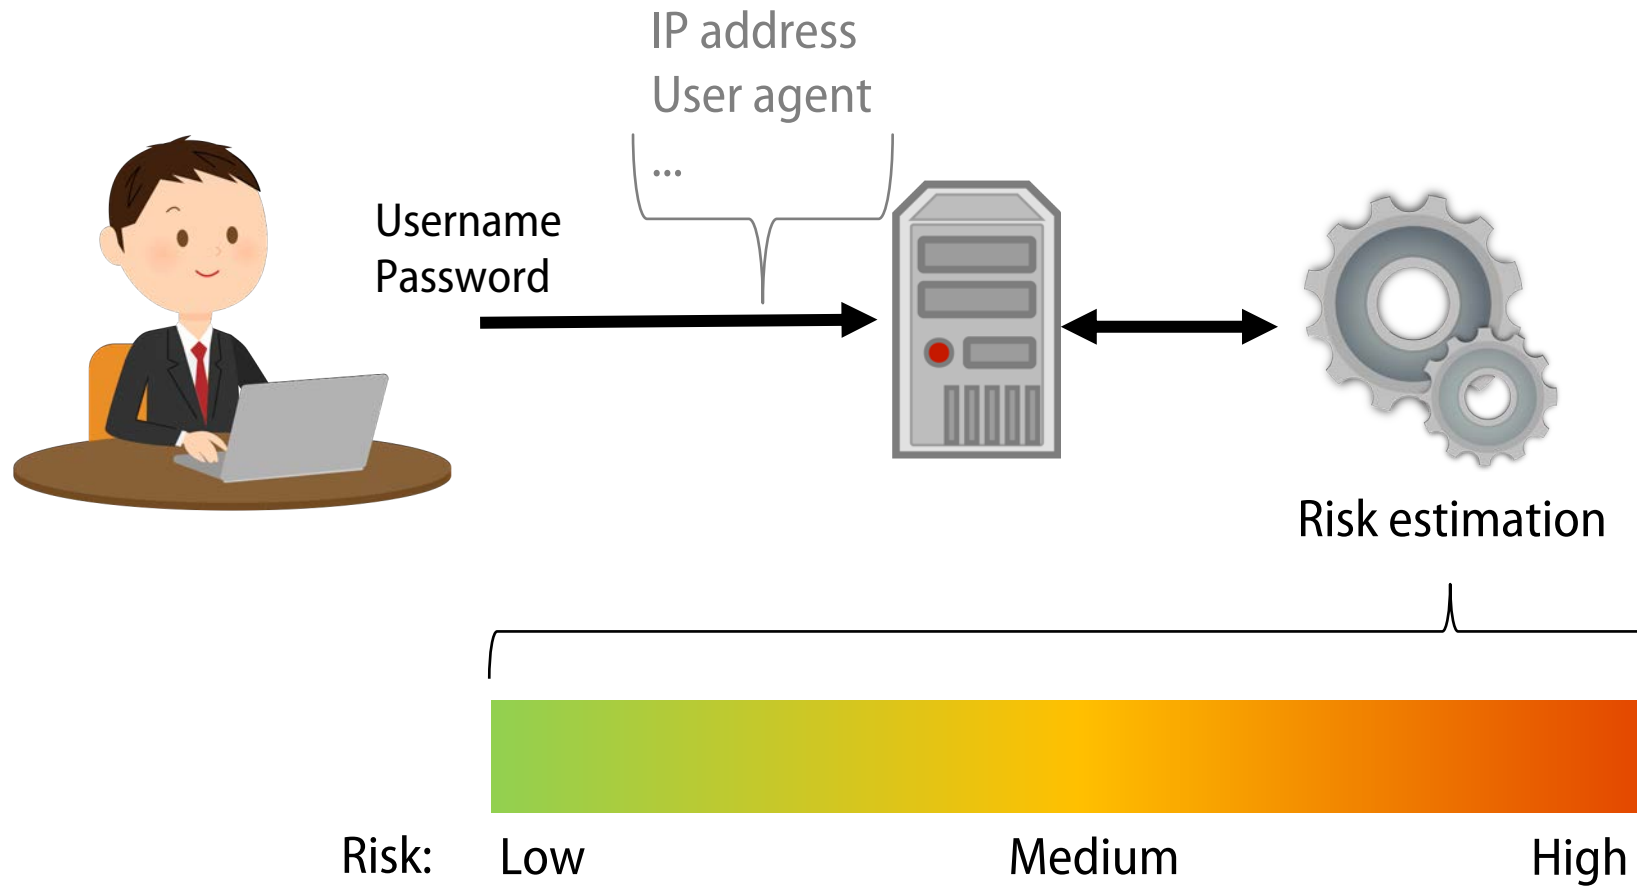 IP address
User agent
...
Username
Password
Risk estimation
Risk: Low Medium High